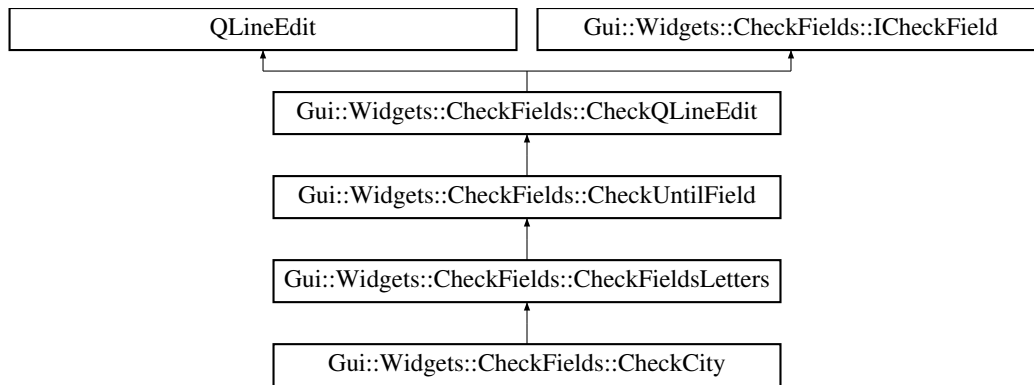 QLineEdit
Gui::Widgets::CheckFields::ICheckField
Gui::Widgets::CheckFields::CheckQLineEdit
Gui::Widgets::CheckFields::CheckUntilField
Gui::Widgets::CheckFields::CheckFieldsLetters
Gui::Widgets::CheckFields::CheckCity